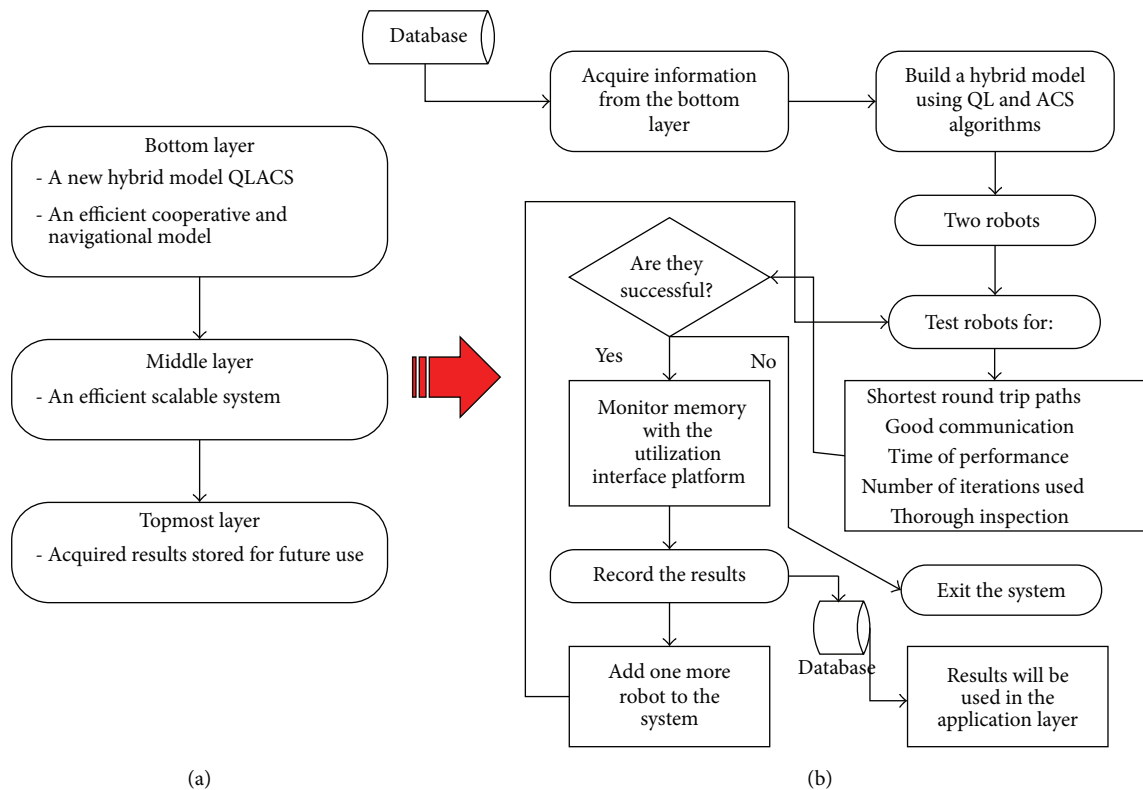 Bottom layer
- A new hybrid model QLACS
- An efficient cooperative and
navigational model
Middle layer
- An efficient scalable system
Topmost layer
- Acquired results stored for future use
(a)
Database
Acquire information
from the bottom
layer
Build a hybrid model
using QL and ACS
algorithms
Two robots
Are they
successful?
Test robots for:
Yes
No
Shortest round trip paths
Good communication
Time of performance
Number of iterations used
Thorough inspection
Monitor memory
with the
utilization
interface platform
Record the results
Exit the system
Database
Add one more
robot to the
system
Results will be
used in the
application layer
(b)